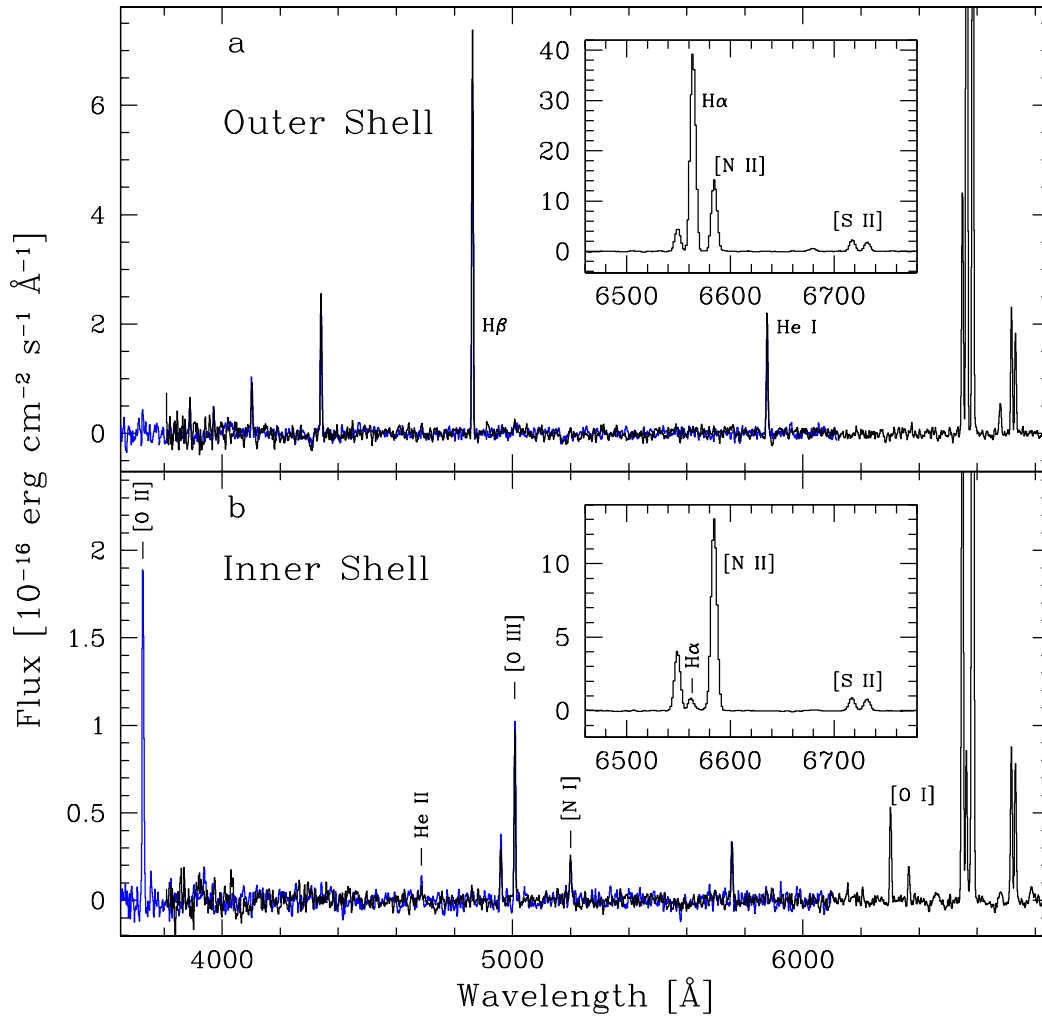 a
Outer Shell
Hβ
He I
Hα
[N II]
[S II]
0
10
20
30
40
6500
6600
6700
0
2
4
6
b
Inner Shell
[O II]
He II
[O III]
[N I]
[O I]
[N II]
Hα
[S II]
0
5
10
6500
6600
6700
0
0.5
1
1.5
2
4000
5000
6000
Wavelength [Å]
Flux [10⁻¹⁶ erg cm⁻² s⁻¹ Å⁻¹]